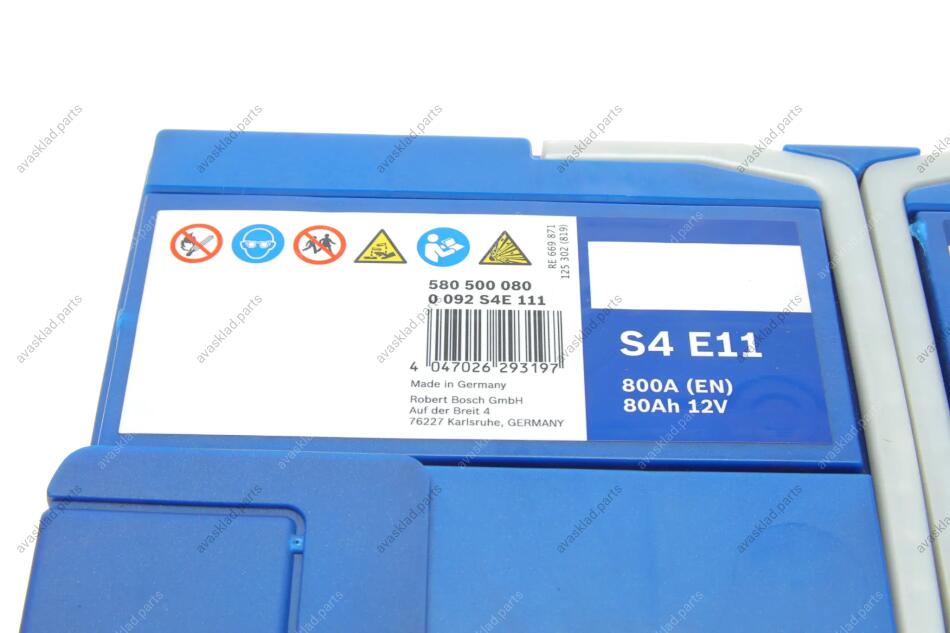 RE 669 871
125 302 (819)
580 500 080
0 092 S4E 111
4 047026 293197
Made in Germany
Robert Bosch GmbH
Auf der Breit 4
76227 Karlsruhe, GERMANY
S4 E11
800A (EN)
80Ah 12V
avasklad.parts